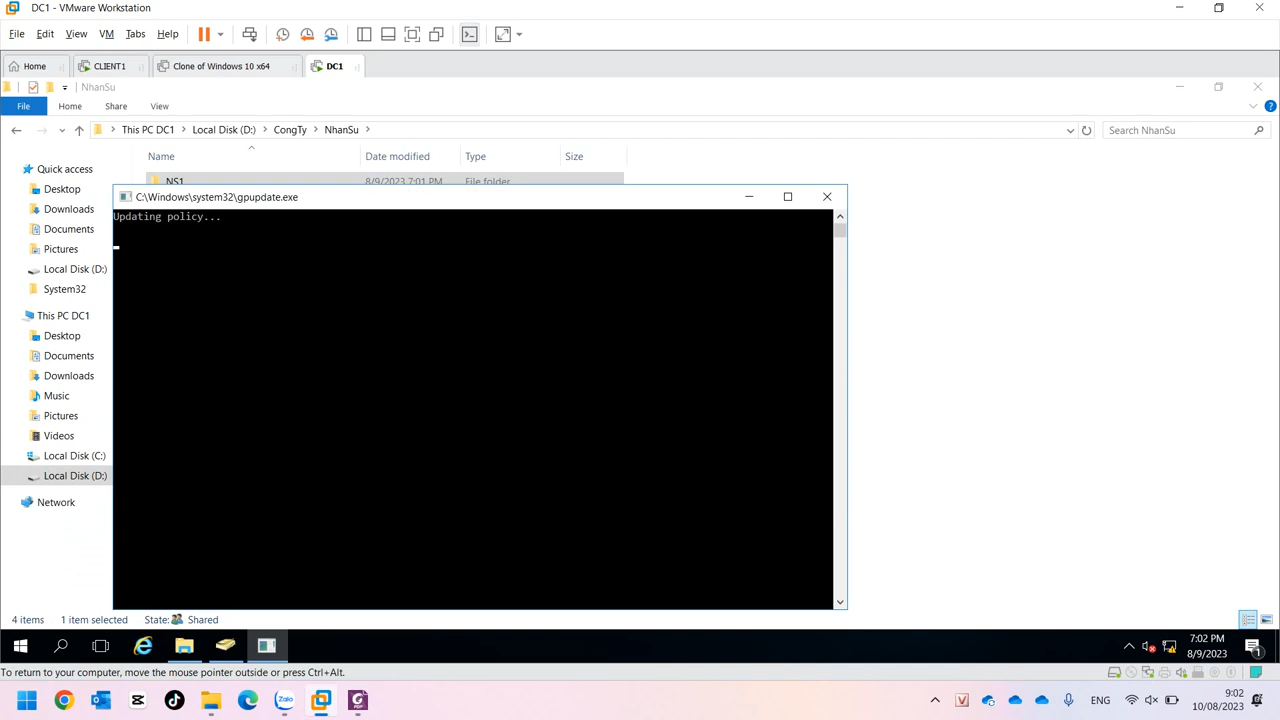 DC1 - VMware Workstation
File Edit View VM Tabs Help
Home CLIENT1 Clone of Windows 10 x64 DC1
NhanSu
File Home Share View
This PC DC1 Local Disk (D:) CongTy NhanSu Search NhanSu
Name Date modified Type Size
Quick access
NS1 8/9/2023 7:01 PM File folder
Desktop
C:\Windows\system32\gpupdate.exe
Downloads
Updating policy...
Documents
Pictures
Local Disk (D:)
System32
This PC DC1
Desktop
Documents
Downloads
Music
Pictures
Videos
Local Disk (C:)
Local Disk (D:)
Network
4 items 1 item selected State: Shared
7:02 PM
8/9/2023
1
To return to your computer, move the mouse pointer outside or press Ctrl+Alt.
Zalo
PDF
V
ENG
9:02
10/08/2023